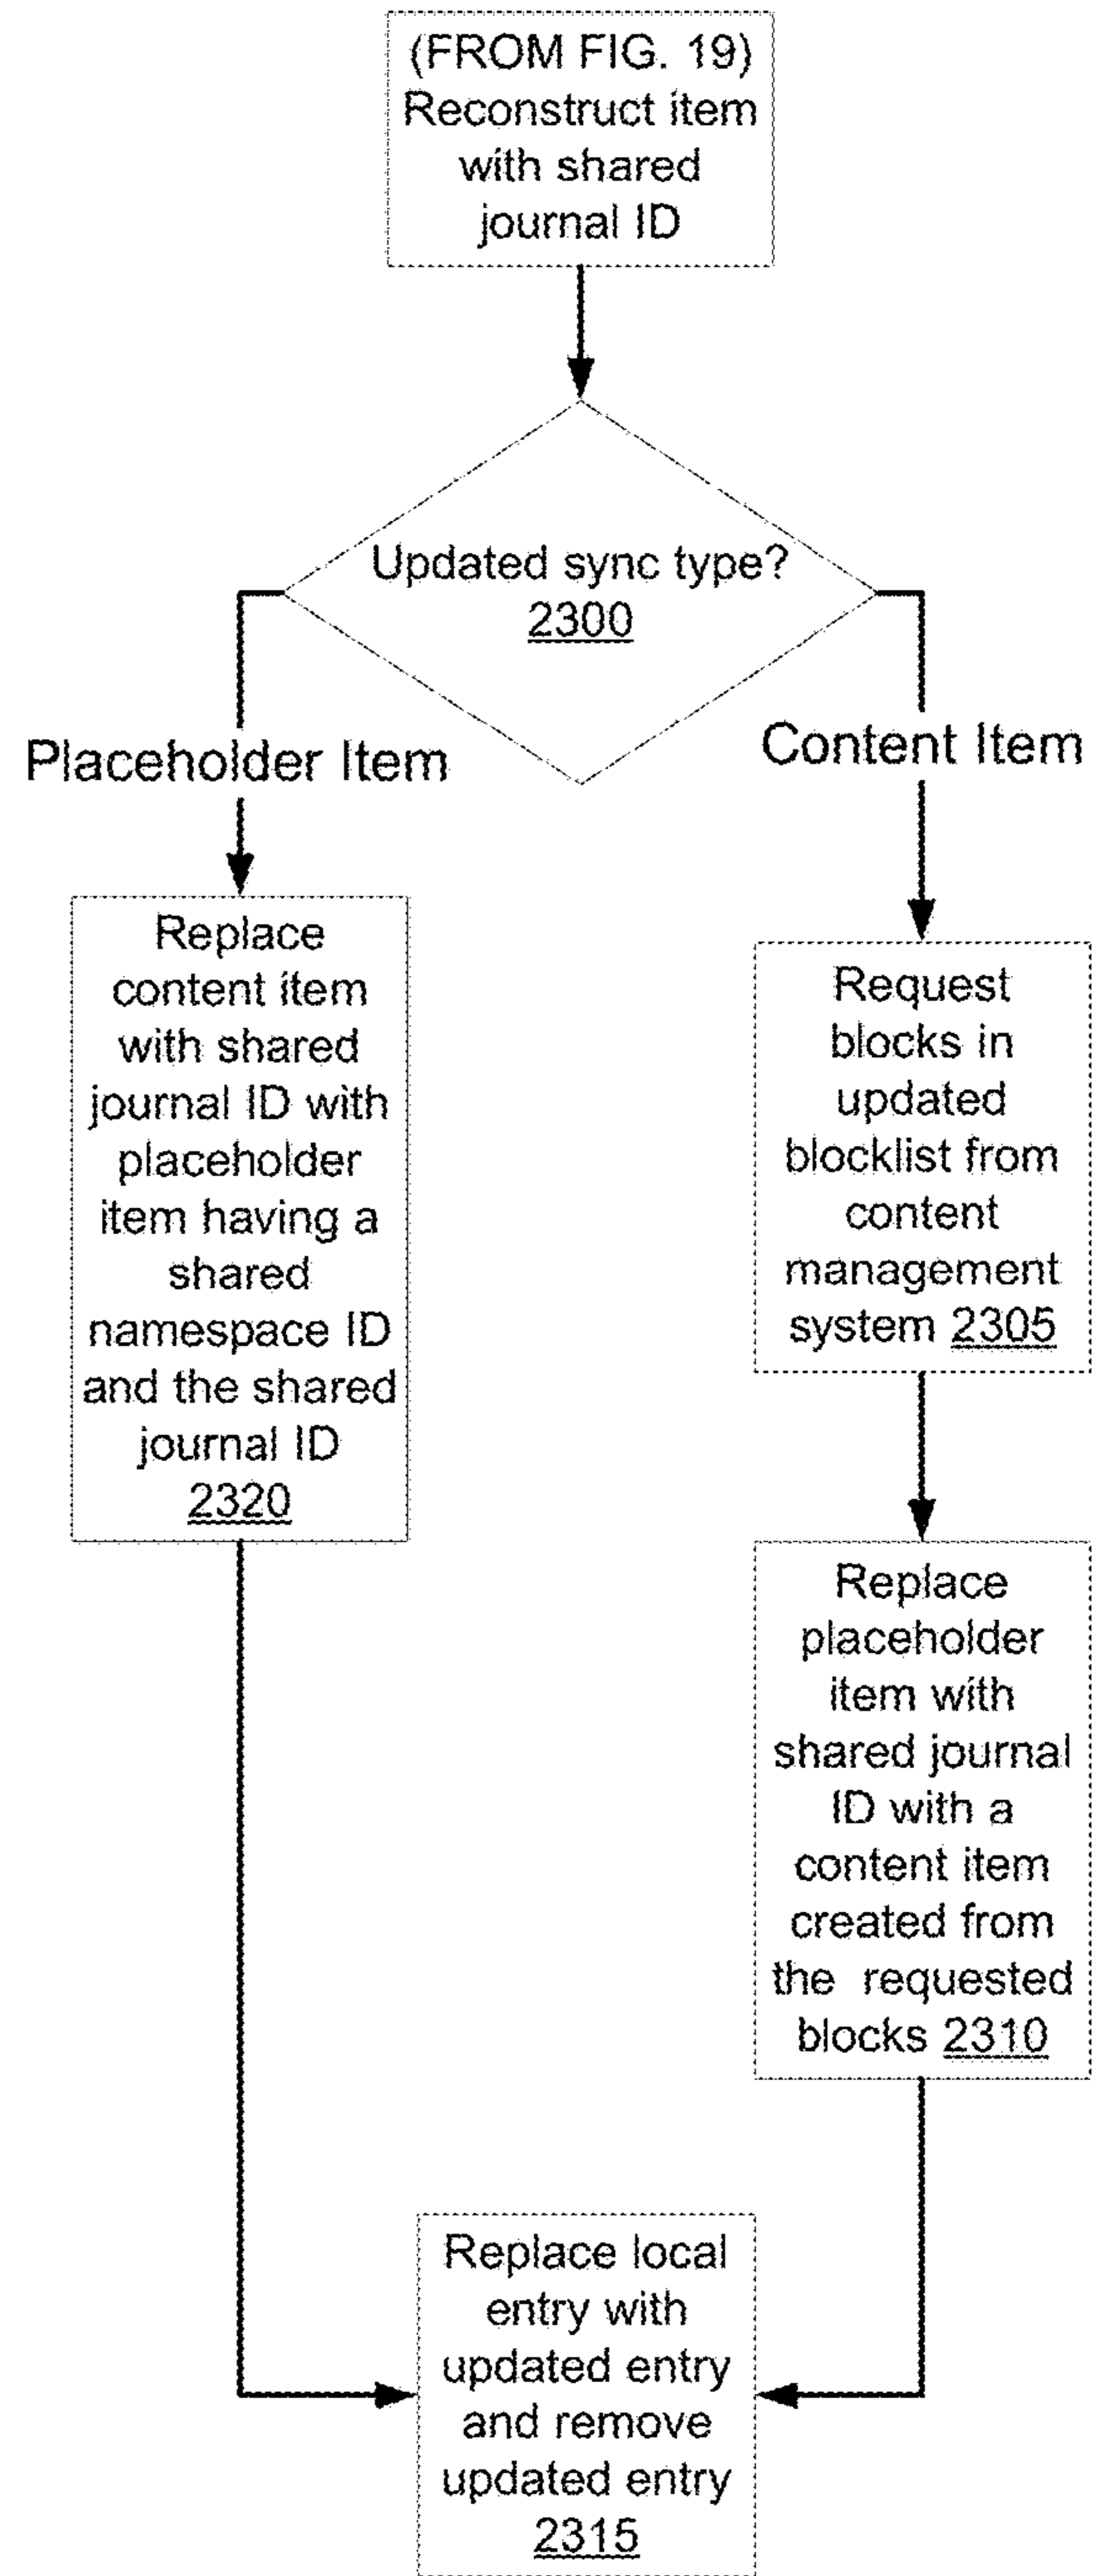 (FROM FIG. 19)
Reconstruct item
with shared
journal ID
Updated sync type?
2300
Placeholder Item
Content Item
Replace
content item
with shared
journal ID with
placeholder
item having a
shared
namespace ID
and the shared
journal ID
2320
Request
blocks in
updated
blocklist from
content
management
system 2305
Replace
placeholder
item with
shared journal
ID with a
content item
created from
the requested
blocks 2310
Replace local
entry with
updated entry
and remove
updated entry
2315